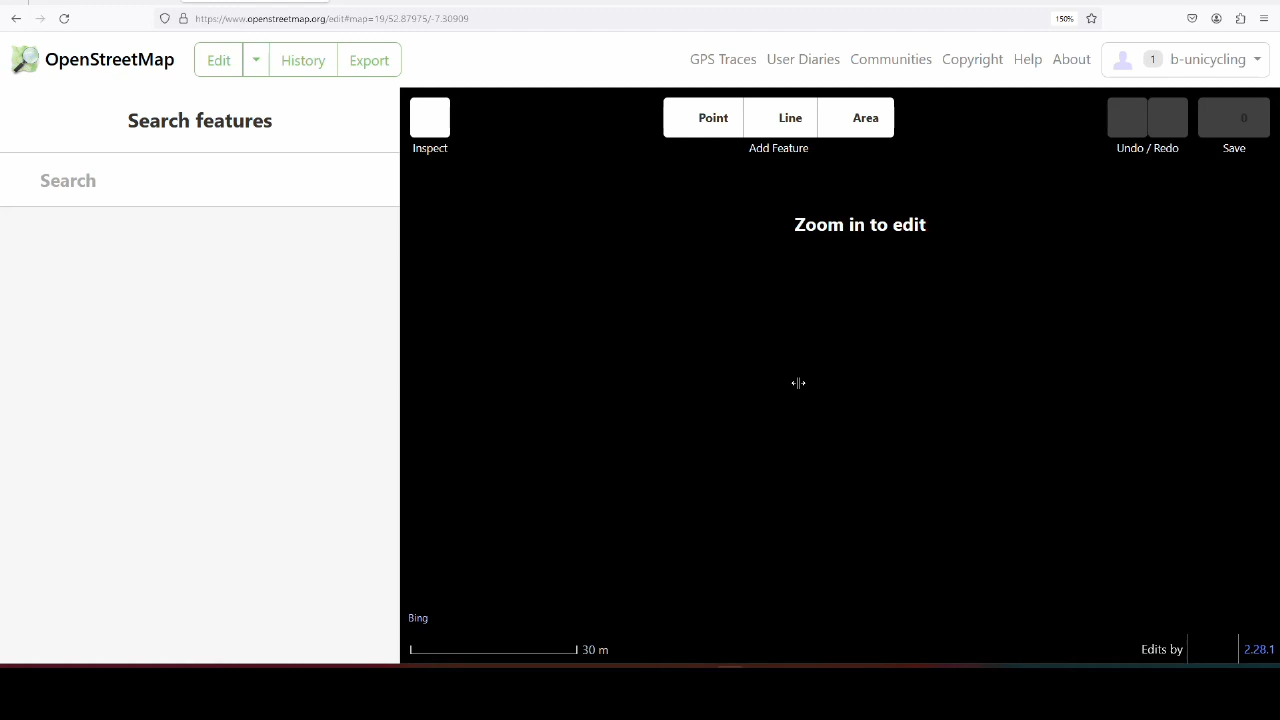 https://www.openstreetmap.org/edit#map=19/52.87975/-7.30909
150%
OpenStreetMap
Edit
History
Export
GPS Traces
User Diaries
Communities
Copyright
Help
About
1
b-unicycling
Search features
Search
Inspect
Point
Line
Area
Add Feature
0
Undo / Redo
Save
Zoom in to edit
Bing
30 m
Edits by
2.28.1